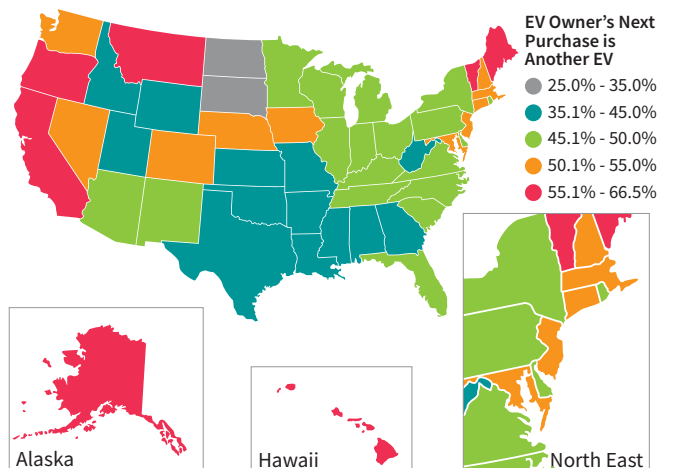 EV Owner’s Next
Purchase is
Another EV
25.0% - 35.0%
35.1% - 45.0%
45.1% - 50.0%
50.1% - 55.0%
55.1% - 66.5%
Alaska
Hawaii
North East